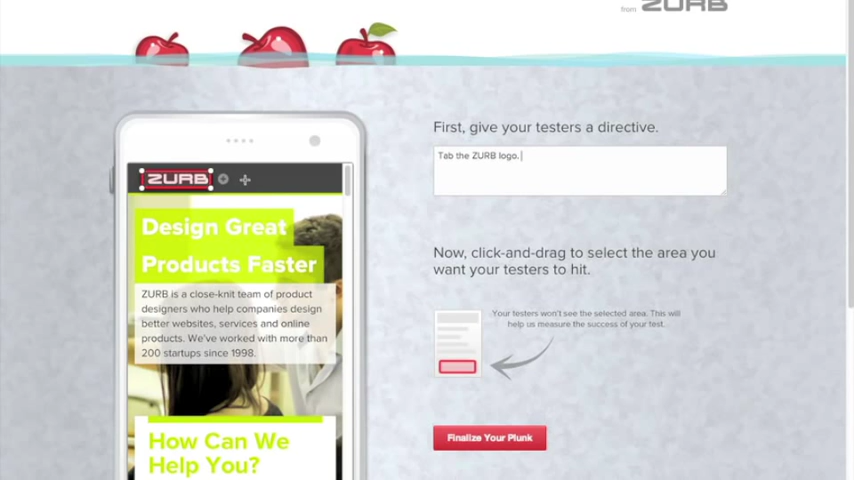 from ZURB
First, give your testers a directive.
Tab the ZURB logo.
ZURB
Design Great
Products Faster
ZURB is a close-knit team of product
designers who help companies design
better websites, services and online
products. We've worked with more than
200 startups since 1998.
How Can We
Help You?
Now, click-and-drag to select the area you
want your testers to hit.
Your testers won't see the selected area. This will
help us measure the success of your test.
Finalize Your Plunk